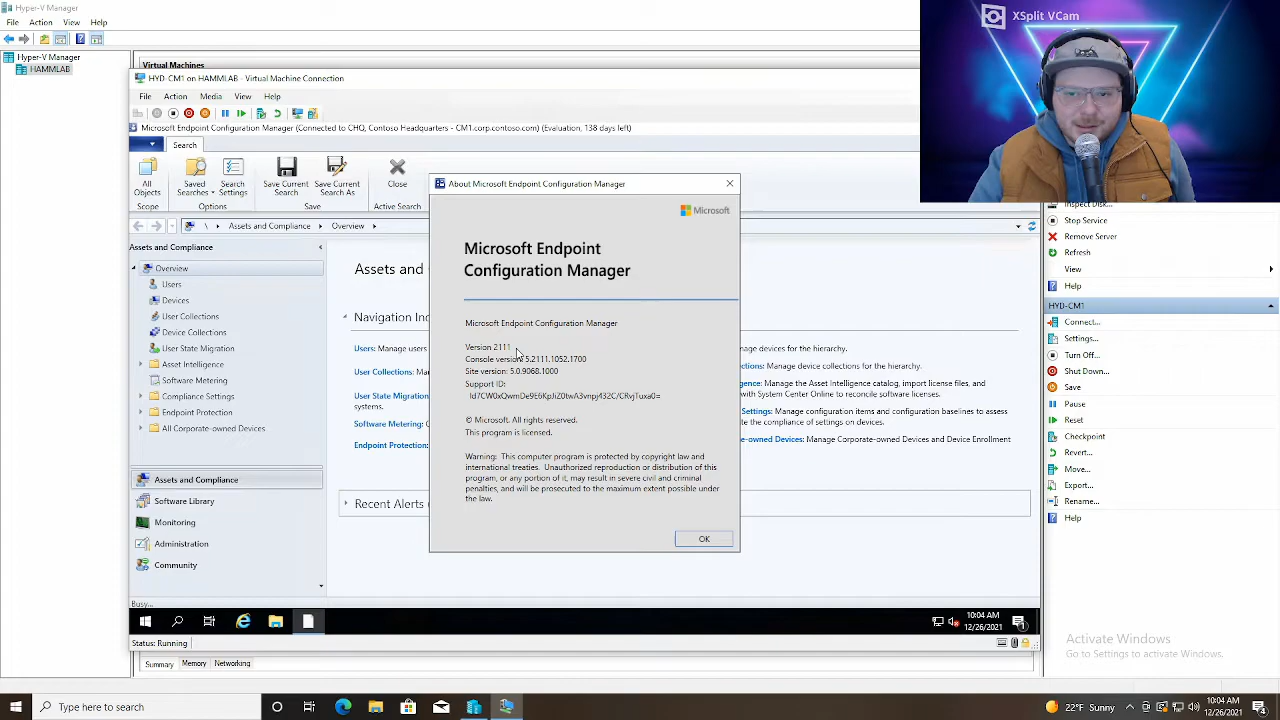 Hyper-V Manager
File Action View Help
Hyper-V Manager
HAMMLAB
Virtual Machines
HYD-CM1 on HAMMLAB - Virtual Machine Connection
File Action Media View Help
Microsoft Endpoint Configuration Manager (Connected to CHQ, Contoso Headquarters - CM1.corp.contoso.com) (Evaluation, 138 days left)
Search
All Objects
Saved Searches
Search Settings
Save Current Search
Save Current Search As
Close
Scope
Options
Save
Active Search
\ Assets and Compliance Overview
Assets and Compliance
Overview
Users
Devices
User Collections
Device Collections
User State Migration
Asset Intelligence
Software Metering
Compliance Settings
Endpoint Protection
All Corporate-owned Devices
Assets and Compliance
Software Library
Monitoring
Administration
Community
Busy...
Assets and
Navigation Ind
Users: Manage users
User Collections: Man
User State Migration:
systems.
Software Metering:
Endpoint Protection:
Recent Alerts (
nage devices for the hierarchy.
ctions: Manage device collections for the hierarchy.
gence: Manage the Asset Intelligence catalog, import license files, and
with System Center Online to reconcile software licenses.
Settings: Manage configuration items and configuration baselines to assess
the compliance of settings on devices.
te-owned Devices: Manage Corporate-owned Devices and Device Enrollment
About Microsoft Endpoint Configuration Manager
Microsoft
Microsoft Endpoint
Configuration Manager
Microsoft Endpoint Configuration Manager
Version 2111
Console version: 5.2111.1052.1700
Site version: 5.0.9068.1000
Support ID:
© Microsoft. All rights reserved.
This program is licensed.
Warning: This computer program is protected by copyright law and
international treaties. Unauthorized reproduction or distribution of this
program, or any portion of it, may result in severe civil and criminal
penalties, and will be prosecuted to the maximum extent possible under
the law.
OK
10:04 AM
12/26/2021
Status: Running
Summary Memory Networking
XSplit VCam
Inspect Disk...
Stop Service
Remove Server
Refresh
View
Help
HYD-CM1
Connect...
Settings...
Turn Off...
Shut Down...
Save
Pause
Reset
Checkpoint
Revert...
Move...
Export...
Rename...
Help
Activate Windows
Go to Settings to activate Windows.
Type here to search
22°F Sunny
10:04 AM
12/26/2021